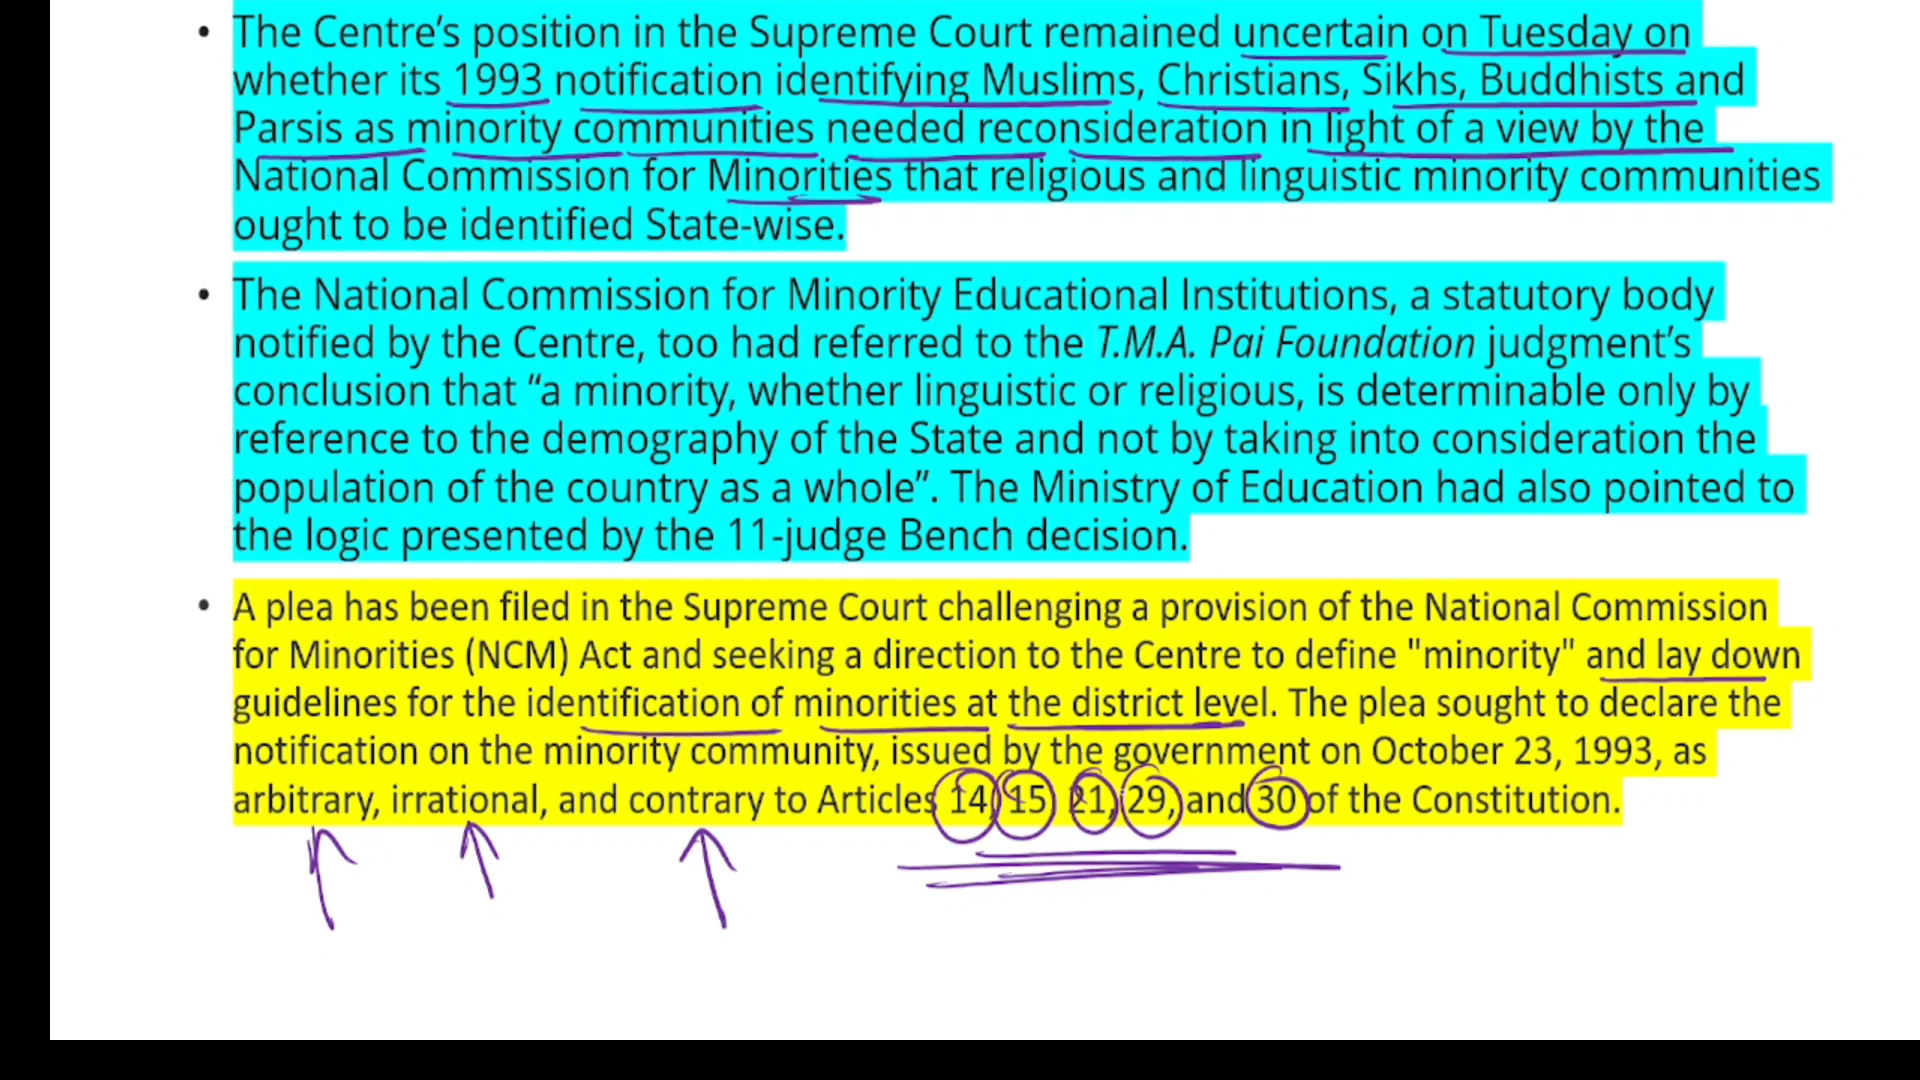 • The Centre’s position in the Supreme Court remained uncertain on Tuesday on
whether its 1993 notification identifying Muslims, Christians, Sikhs, Buddhists and
Parsis as minority communities needed reconsideration in light of a view by the
National Commission for Minorities that religious and linguistic minority communities
ought to be identified State-wise.
• The National Commission for Minority Educational Institutions, a statutory body
notified by the Centre, too had referred to the T.M.A. Pai Foundation judgment’s
conclusion that “a minority, whether linguistic or religious, is determinable only by
reference to the demography of the State and not by taking into consideration the
population of the country as a whole”. The Ministry of Education had also pointed to
the logic presented by the 11-judge Bench decision.
• A plea has been filed in the Supreme Court challenging a provision of the National Commission
for Minorities (NCM) Act and seeking a direction to the Centre to define "minority" and lay down
guidelines for the identification of minorities at the district level. The plea sought to declare the
notification on the minority community, issued by the government on October 23, 1993, as
arbitrary, irrational, and contrary to Articles 14, 15 21, 29, and 30 of the Constitution.